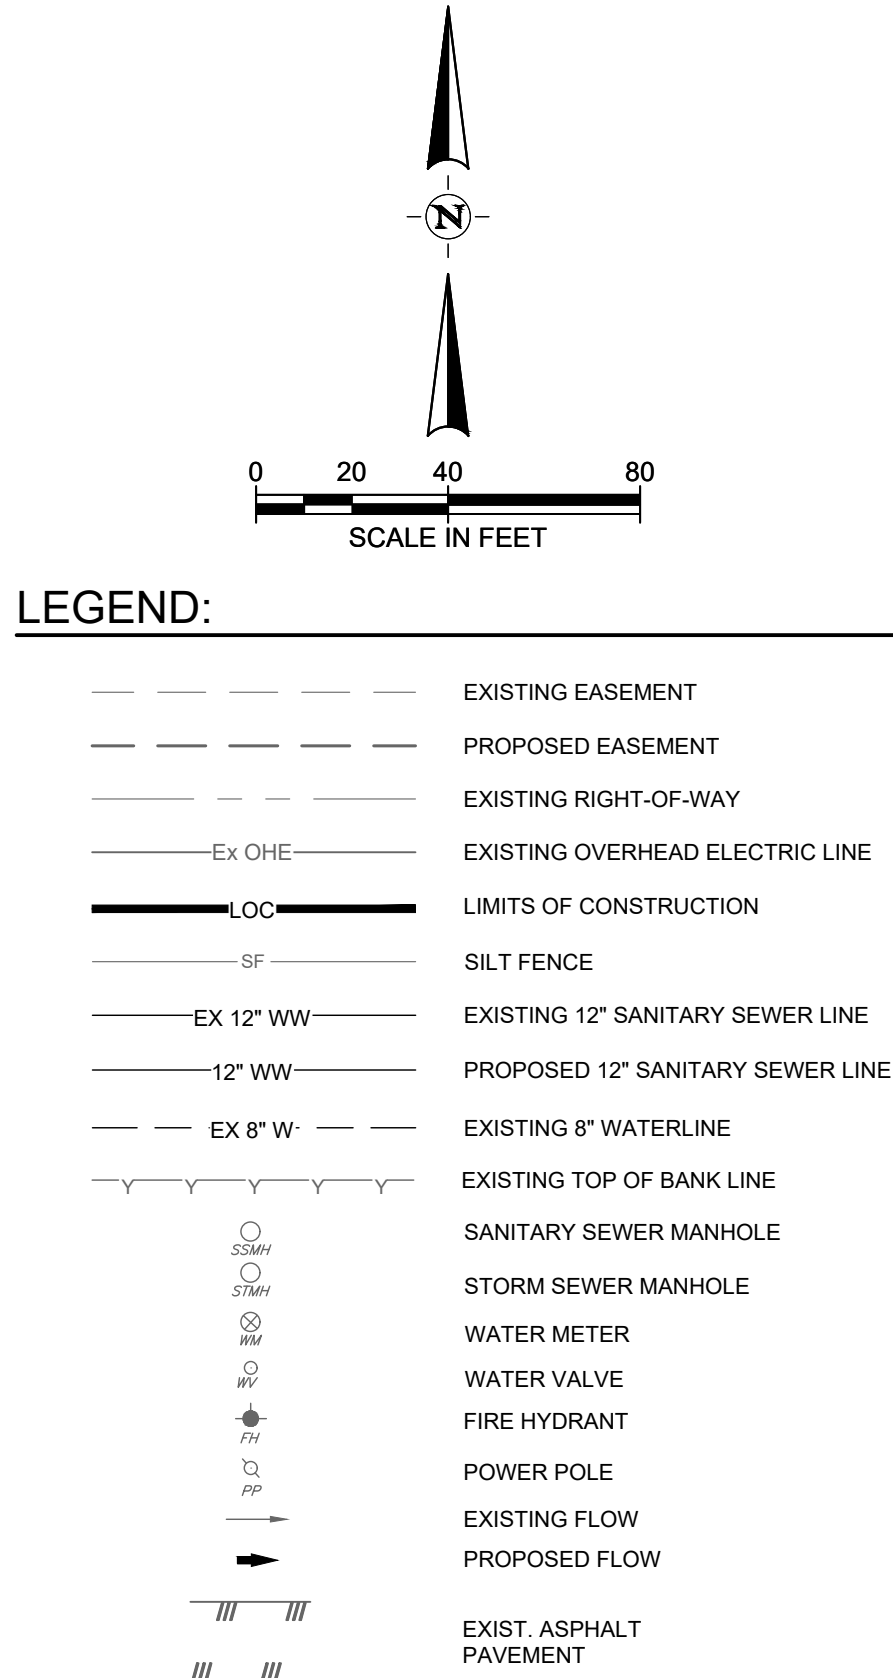 N
0 20 40 80
SCALE IN FEET
LEGEND:
EXISTING EASEMENT
PROPOSED EASEMENT
EXISTING RIGHT-OF-WAY
Ex OHE EXISTING OVERHEAD ELECTRIC LINE
LOC LIMITS OF CONSTRUCTION
SF SILT FENCE
EX 12" WW EXISTING 12" SANITARY SEWER LINE
12" WW PROPOSED 12" SANITARY SEWER LINE
EX 8" W EXISTING 8" WATERLINE
Y Y Y Y Y EXISTING TOP OF BANK LINE
SSMH SANITARY SEWER MANHOLE
STMH STORM SEWER MANHOLE
WM WATER METER
WV WATER VALVE
FH FIRE HYDRANT
PP POWER POLE
EXISTING FLOW
PROPOSED FLOW
EXIST. ASPHALT
PAVEMENT